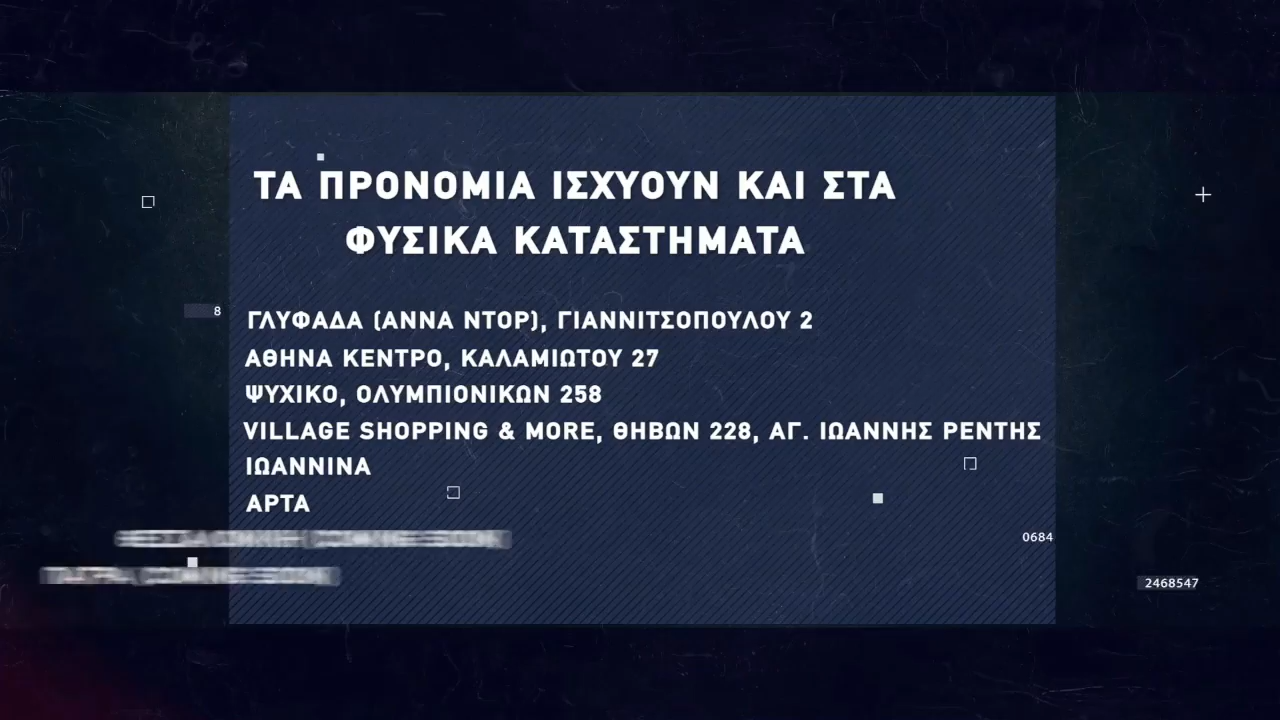 ΤΑ ΠΡΟΝΟΜΙΑ ΙΣΧΥΟΥΝ ΚΑΙ ΣΤΑ
ΦΥΣΙΚΑ ΚΑΤΑΣΤΗΜΑΤΑ
8
ΓΛΥΦΑΔΑ (ΑΝΝΑ ΝΤΟΡ), ΓΙΑΝΝΙΤΣΟΠΟΥΛΟΥ 2
ΑΘΗΝΑ ΚΕΝΤΡΟ, ΚΑΛΑΜΙΩΤΟΥ 27
ΨΥΧΙΚΟ, ΟΛΥΜΠΙΟΝΙΚΩΝ 258
VILLAGE SHOPPING & MORE, ΘΗΒΩΝ 228, ΑΓ. ΙΩΑΝΝΗΣ ΡΕΝΤΗΣ
ΙΩΑΝΝΙΝΑ
ΑΡΤΑ
0684
2468547